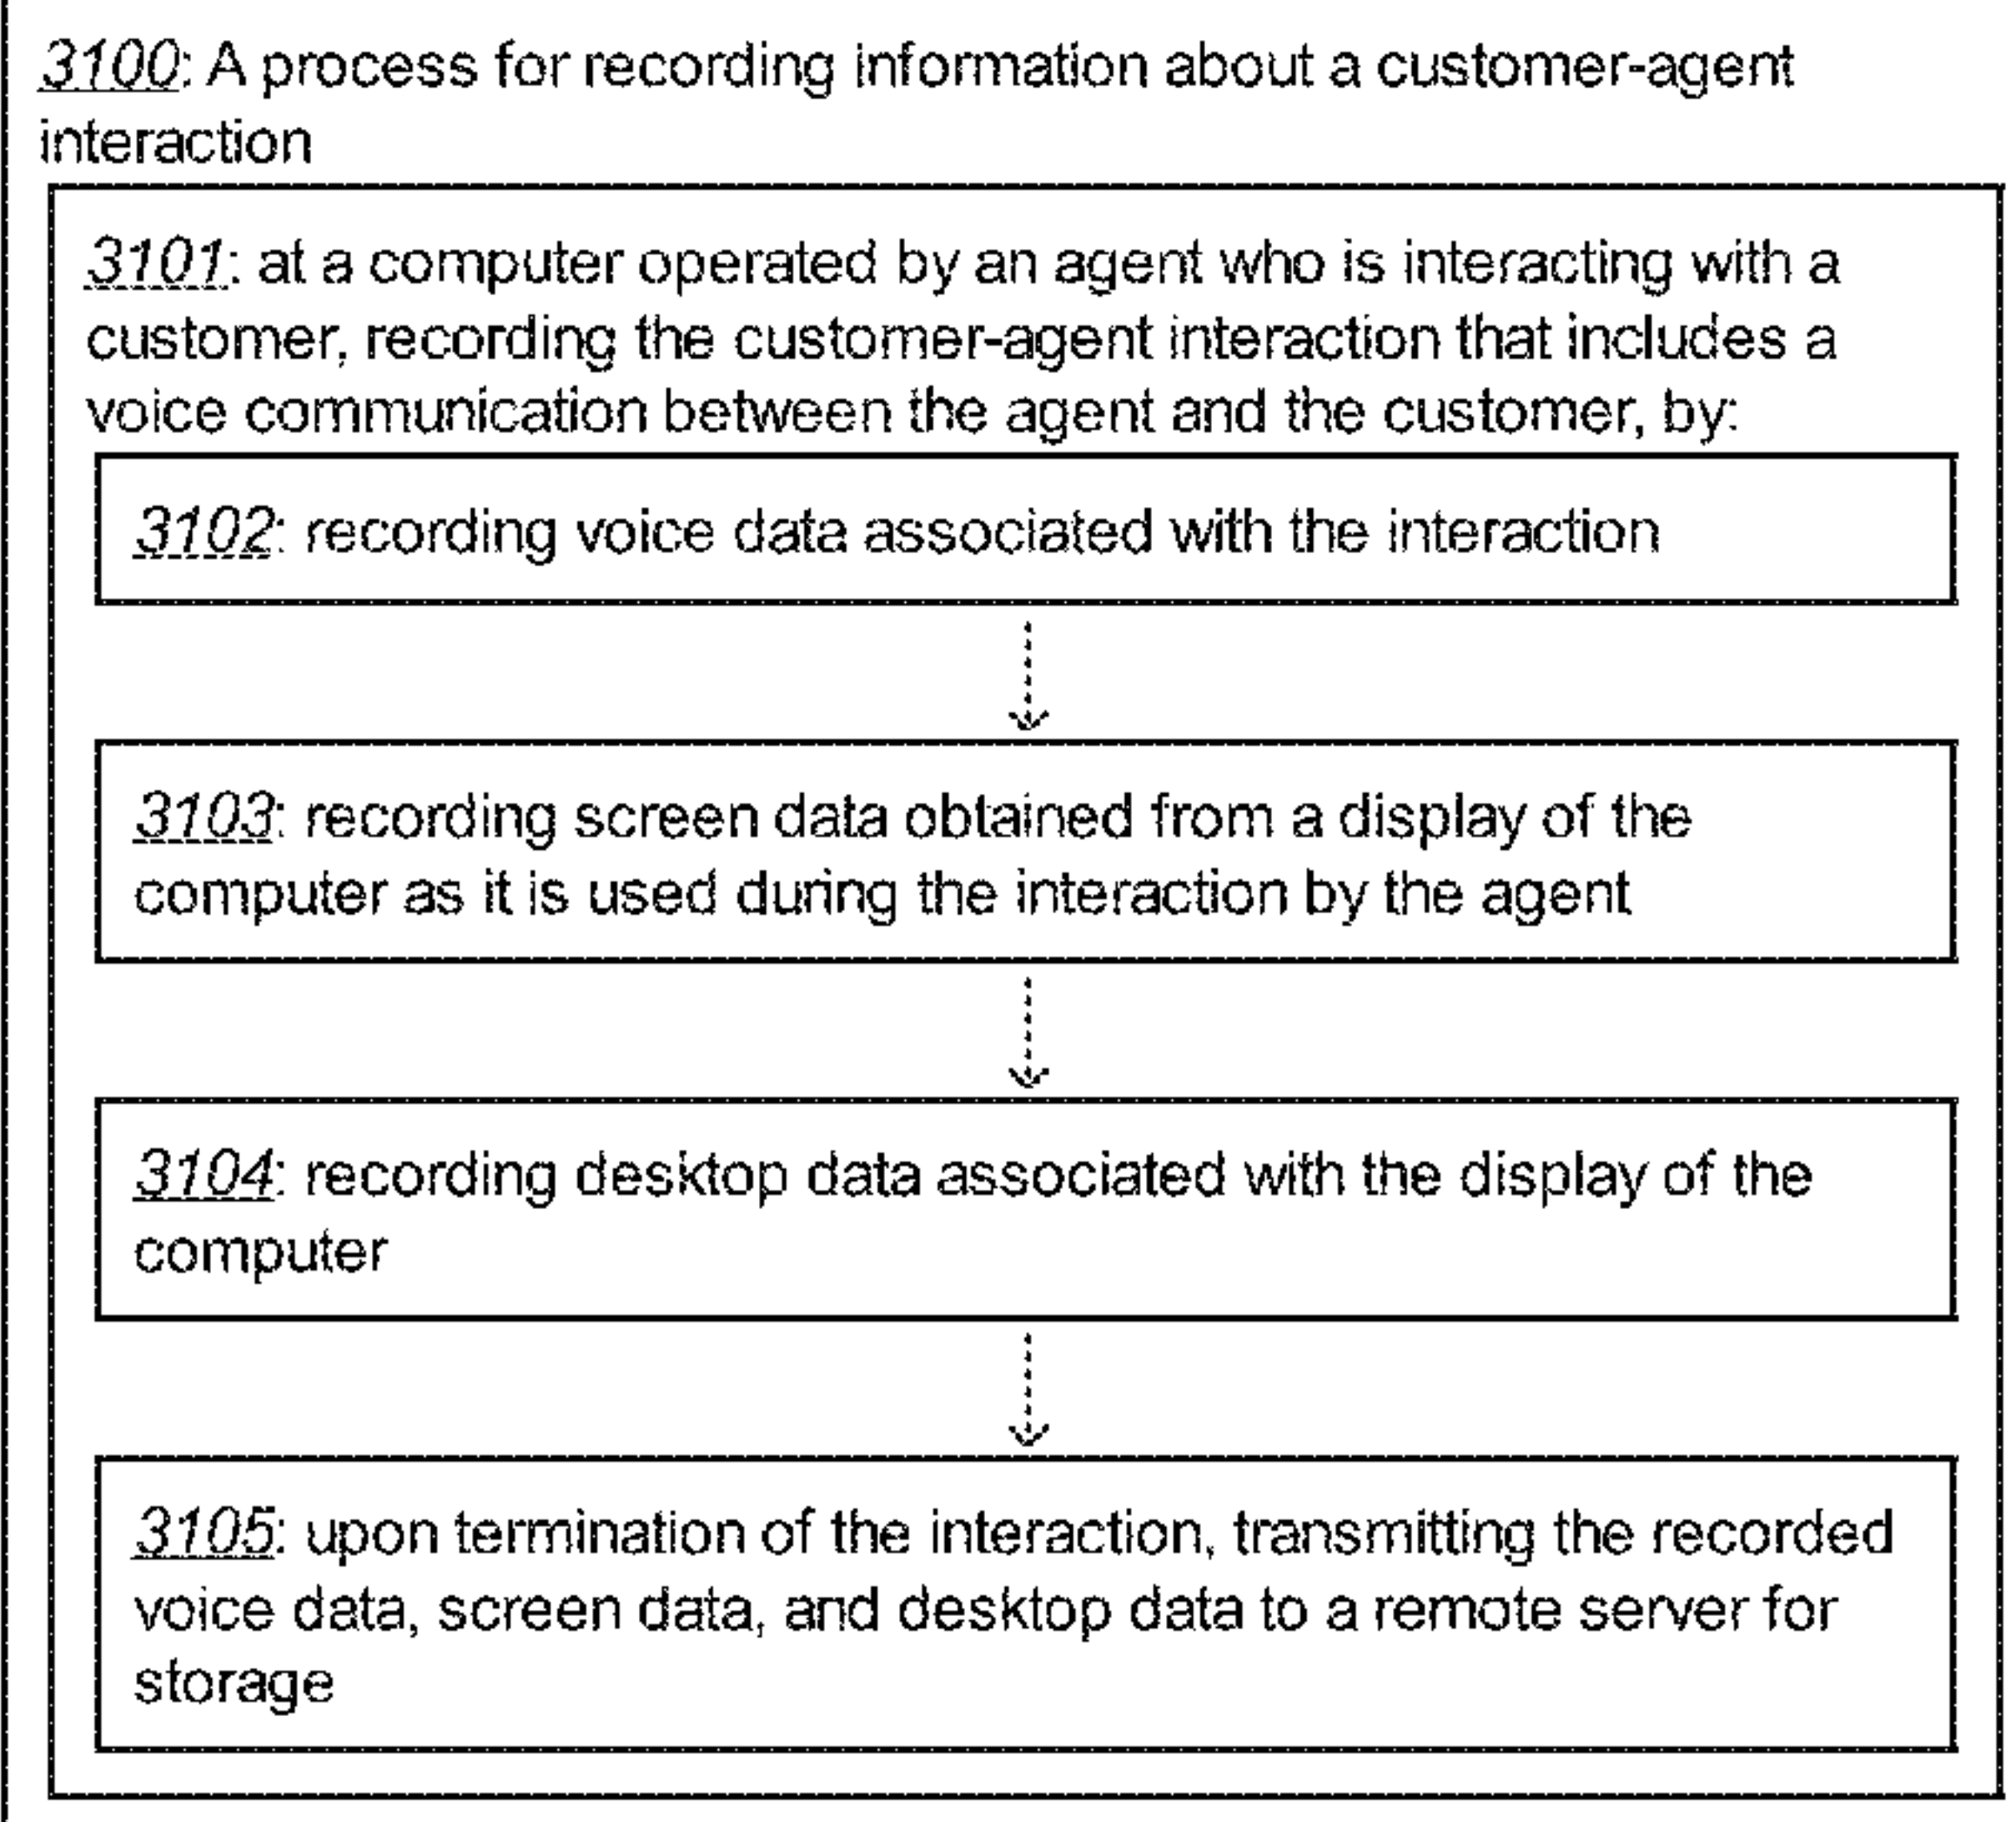 3100: A process for recording information about a customer-agent
interaction
3101: at a computer operated by an agent who is interacting with a
customer, recording the customer-agent interaction that includes a
voice communication between the agent and the customer, by:
3102: recording voice data associated with the interaction
3103: recording screen data obtained from a display of the
computer as it is used during the interaction by the agent
3104: recording desktop data associated with the display of the
computer
3105: upon termination of the interaction, transmitting the recorded
voice data, screen data, and desktop data to a remote server for
storage